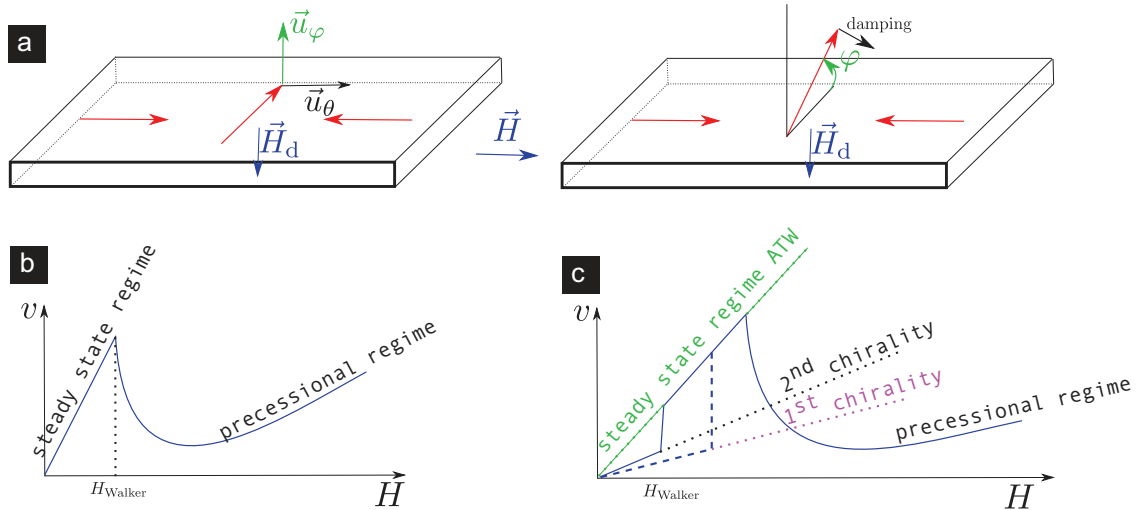 a
u⃗φ
u⃗θ
H⃗d
H⃗
damping
φ
H⃗d
b
v
steady state regime
precessional regime
HWalker
H
c
v
steady state regime ATW
2nd chirality
1st chirality
precessional regime
HWalker
H